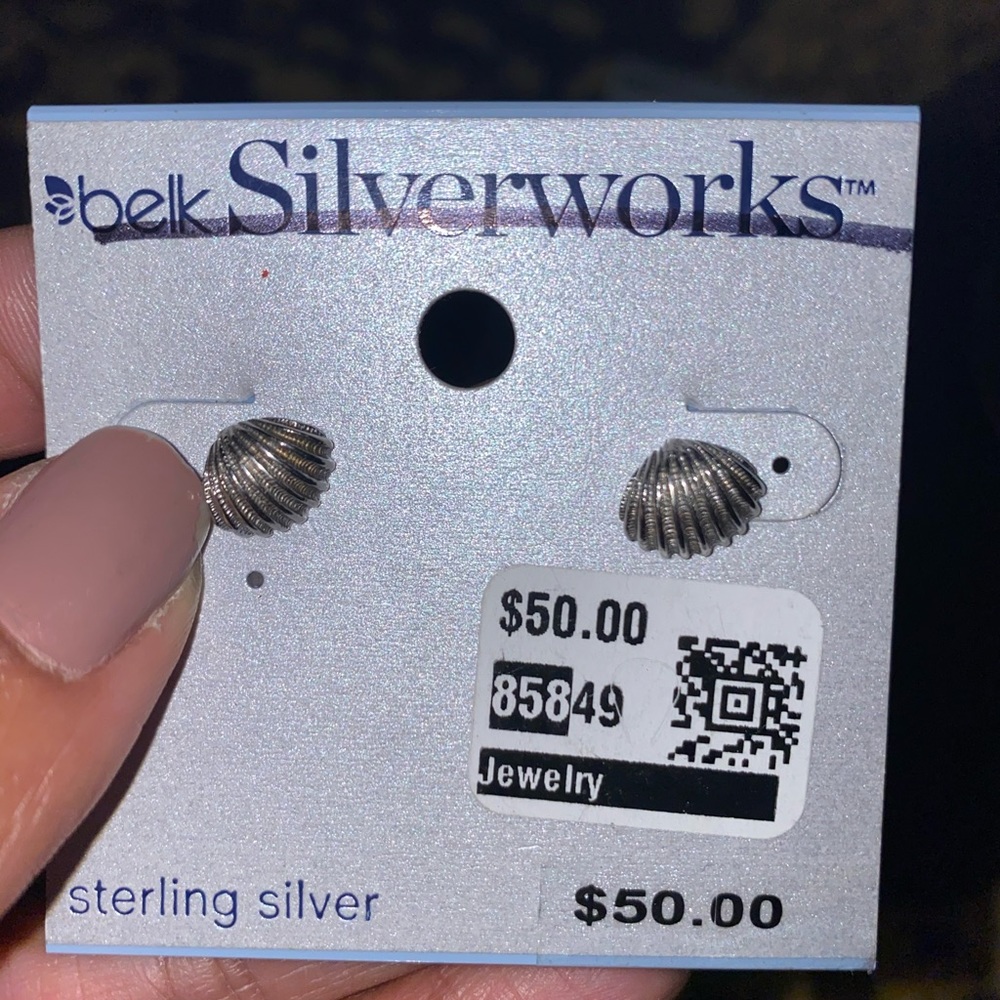 belk Silverworks™
$50.00
85849
Jewelry
sterling silver
$50.00